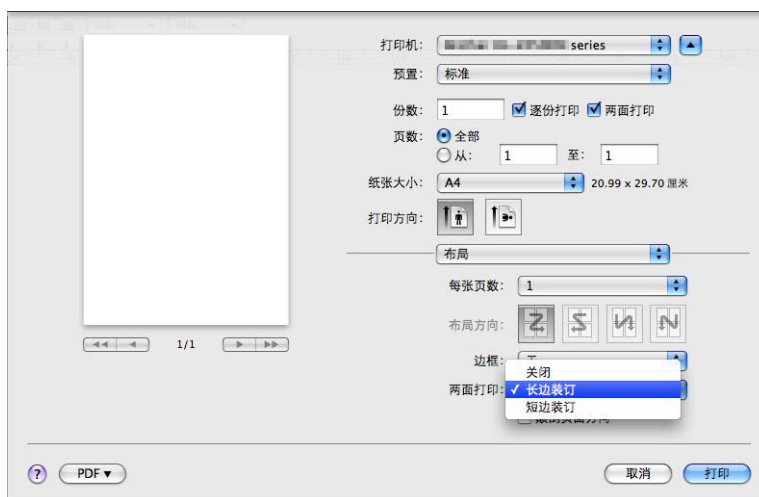 打印机: series
预置: 标准
份数: 1 逐份打印 两面打印
页数: 全部
从: 1 至: 1
纸张大小: A4 20.99 x 29.70 厘米
打印方向:
布局
每张页数: 1
布局方向:
1/1
边框:
关闭
两面打印: ✓ 长边装订
短边装订
? PDF▼ 取消 打印